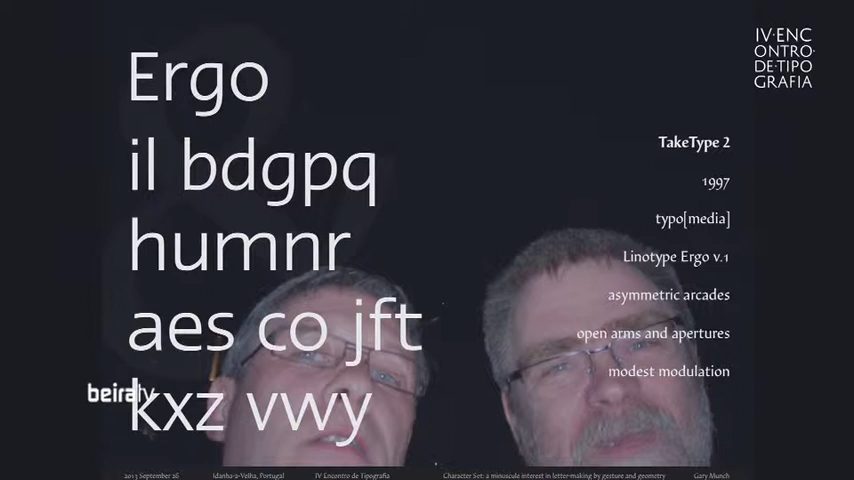 Ergo
il bdgpq
humnr
aes co jft
kxz vwy
IV·ENC
ONTRO·
DE·TIPO
GRAFIA
TakeType 2
1997
typo[media]
Linotype Ergo v.1
asymmetric arcades
open arms and apertures
modest modulation
beiratv
2013 September 26 Idanha-a-Velha, Portugal IV Encontro de Tipografia Character Set: a minuscule interest in letter-making by gesture and geometry Gary Munch